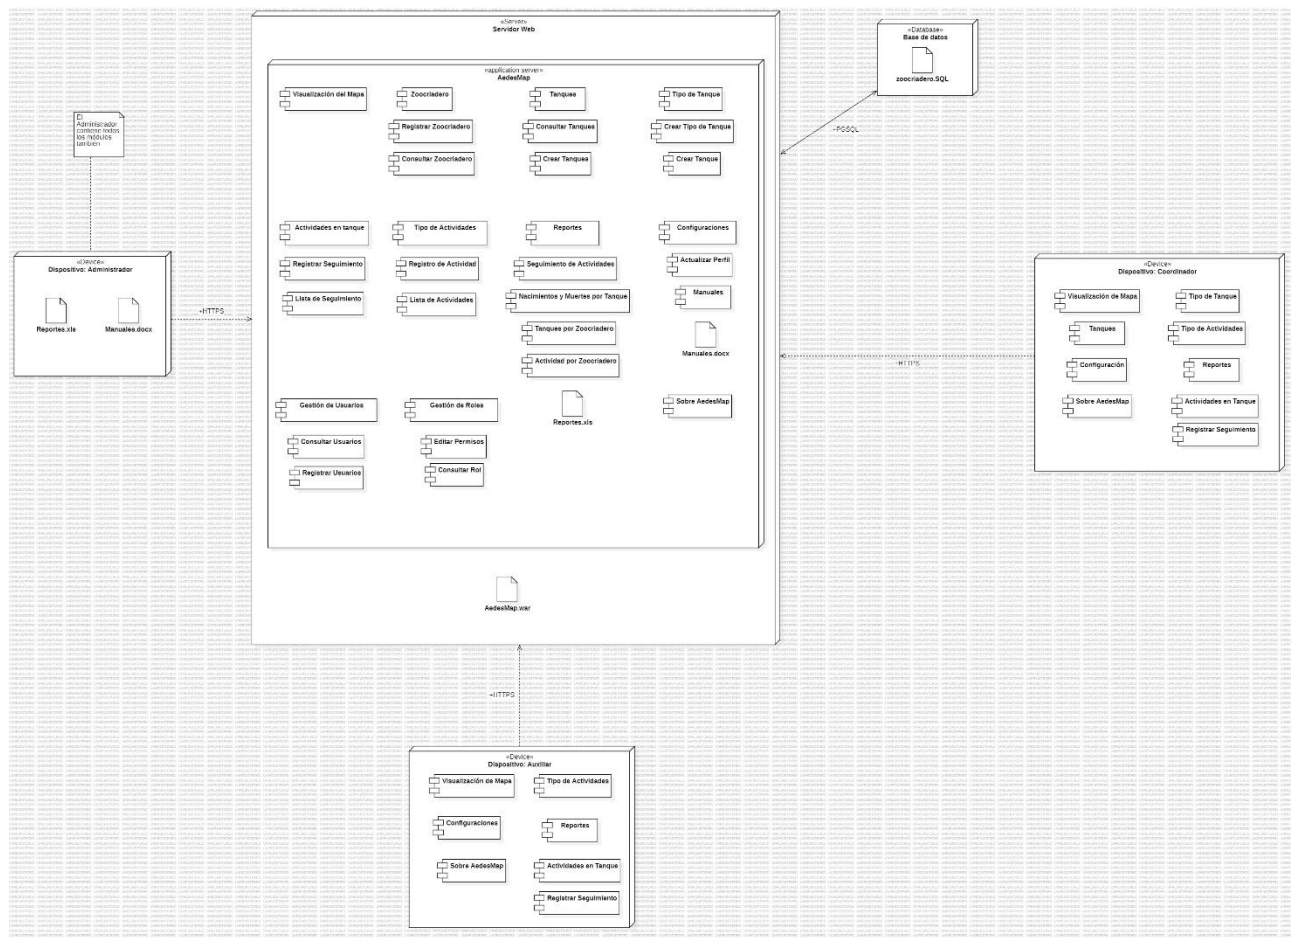 «Server»
Servidor Web
«application server»
AedesMap
Visualización del Mapa
Zoocriadero
Tanques
Tipo de Tanque
Registrar Zoocriadero
Consultar Tanques
Crear Tipo de Tanque
Consultar Zoocriadero
Crear Tanques
Crear Tanque
Actividades en tanque
Tipo de Actividades
Reportes
Configuraciones
Registrar Seguimiento
Registro de Actividad
Seguimiento de Actividades
Actualizar Perfil
Lista de Seguimiento
Lista de Actividades
Nacimientos y Muertes por Tanque
Manuales
Tanques por Zoocriadero
Manuales.docx
Actividad por Zoocriadero
Gestión de Usuarios
Gestión de Roles
Reportes.xls
Sobre AedesMap
Consultar Usuarios
Editar Permisos
Registrar Usuarios
Consultar Rol
AedesMap.war
«Database»
Base de datos
zoocriadero.SQL
+PGSQL
El
Administrador
contiene todos
los módulos
también
«Device»
Dispositivo: Administrador
Reportes.xls
Manuales.docx
+HTTPS
«Device»
Dispositivo: Coordinador
Visualización de Mapa
Tipo de Tanque
Tanques
Tipo de Actividades
Configuración
Reportes
Sobre AedesMap
Actividades en Tanque
Registrar Seguimiento
+HTTPS
+HTTPS
«Device»
Dispositivo: Auxiliar
Visualización de Mapa
Tipo de Actividades
Configuraciones
Reportes
Sobre AedesMap
Actividades en Tanque
Registrar Seguimiento